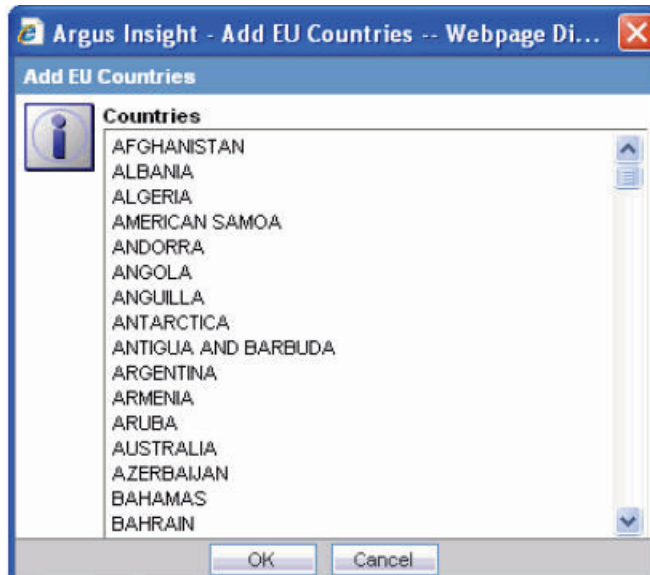 Argus Insight - Add EU Countries -- Webpage Di...
Add EU Countries
Countries
AFGHANISTAN
ALBANIA
ALGERIA
AMERICAN SAMOA
ANDORRA
ANGOLA
ANGUILLA
ANTARCTICA
ANTIGUA AND BARBUDA
ARGENTINA
ARMENIA
ARUBA
AUSTRALIA
AZERBAIJAN
BAHAMAS
BAHRAIN
OK Cancel